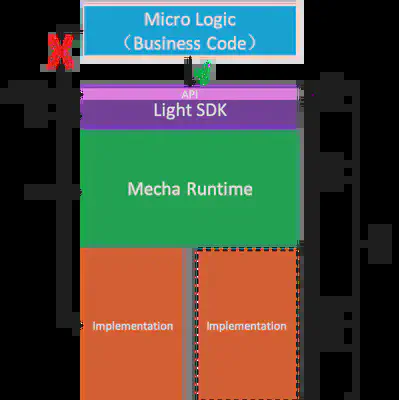 Micro Logic
（Business Code）
API
Light SDK
Mecha Runtime
Implementation
Implementation